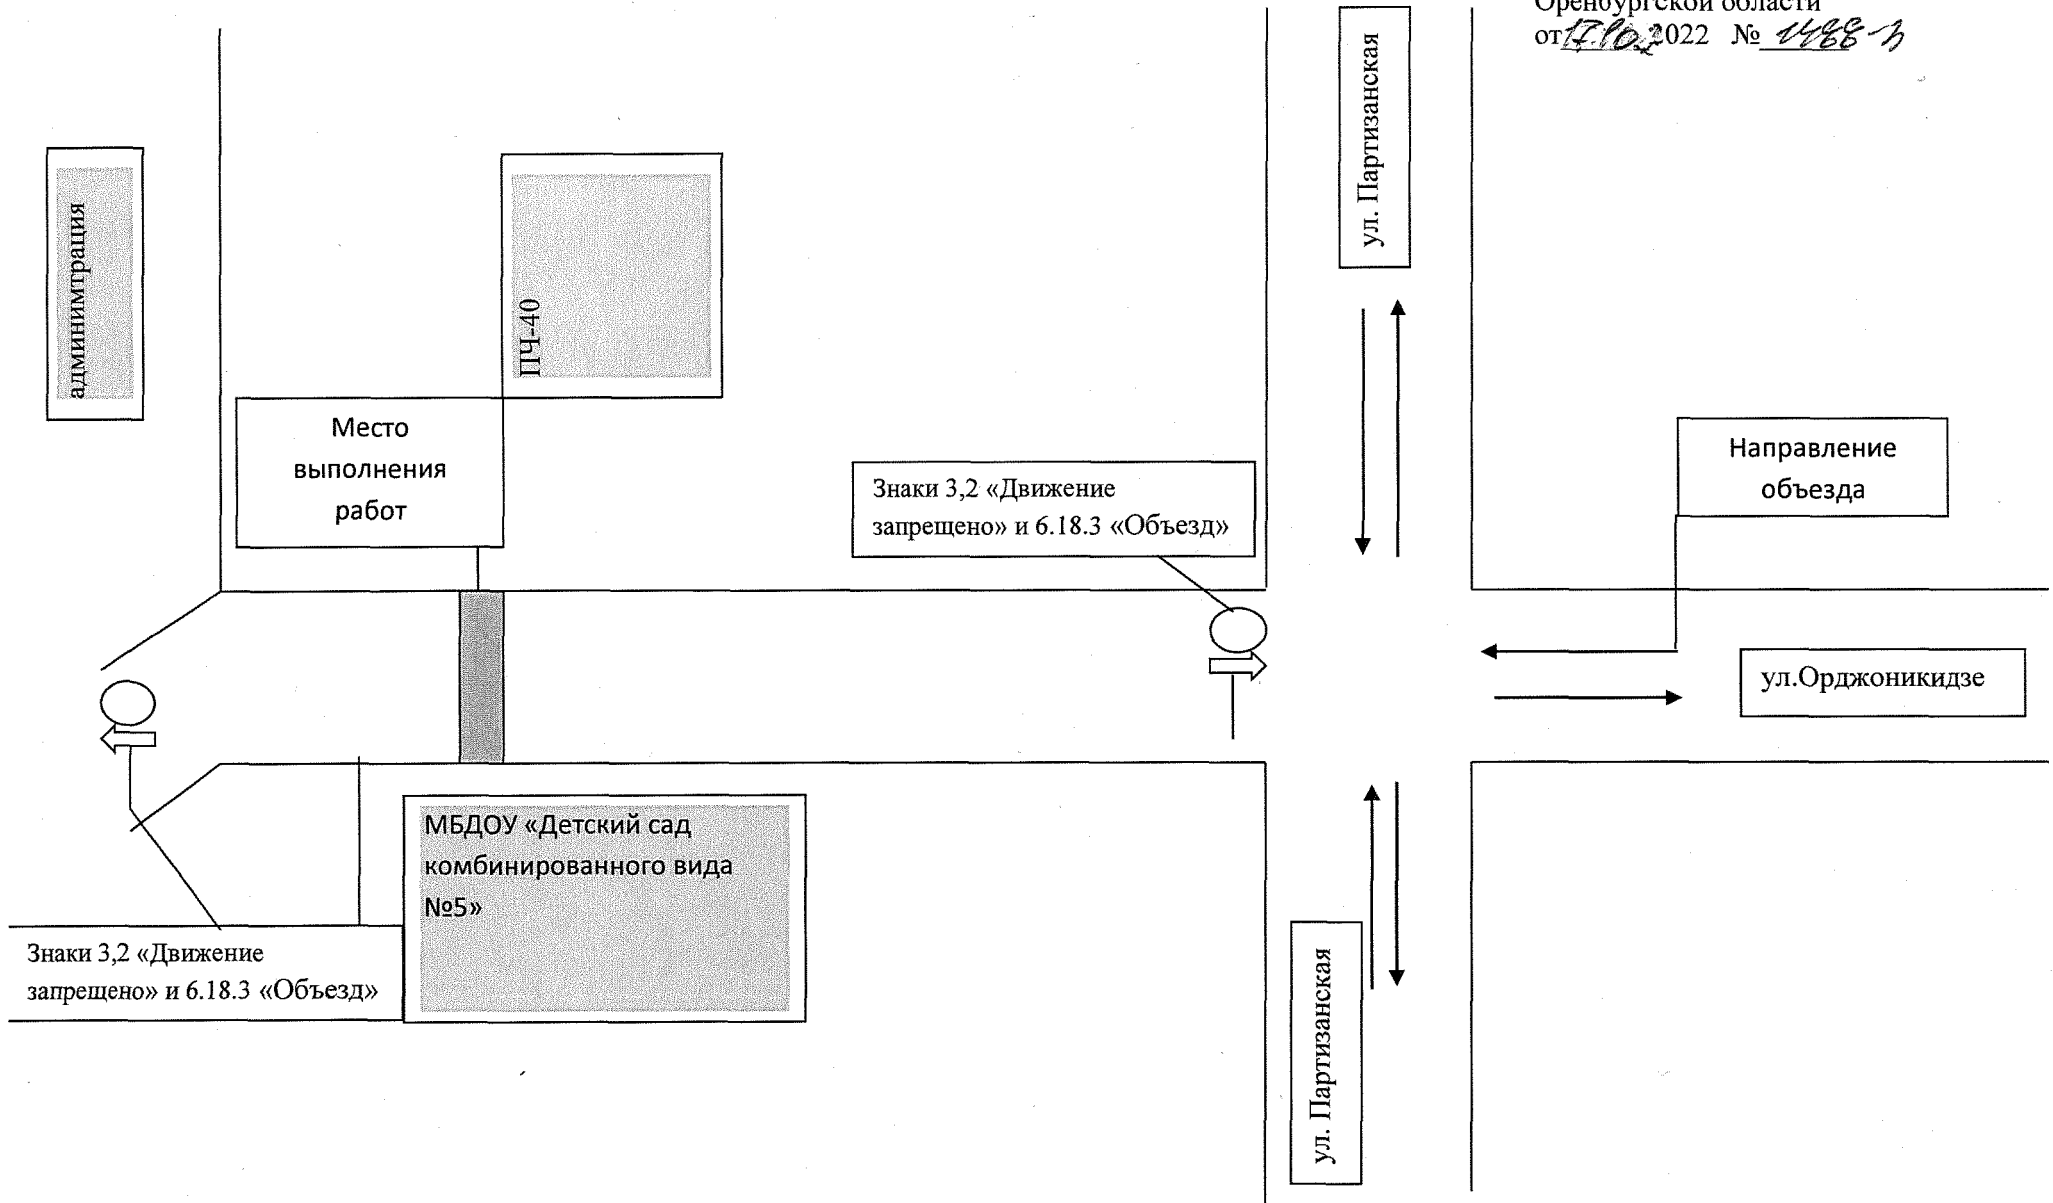 Оренбургской области
от 17.10.2022 № 1488-п
ул. Партизанская
админимтрация
ПЧ-40
Место
выполнения
работ
Знаки 3,2 «Движение
запрещено» и 6.18.3 «Объезд»
Направление
объезда
ул.Орджоникидзе
МБДОУ «Детский сад
комбинированного вида
№5»
Знаки 3,2 «Движение
запрещено» и 6.18.3 «Объезд»
ул. Партизанская